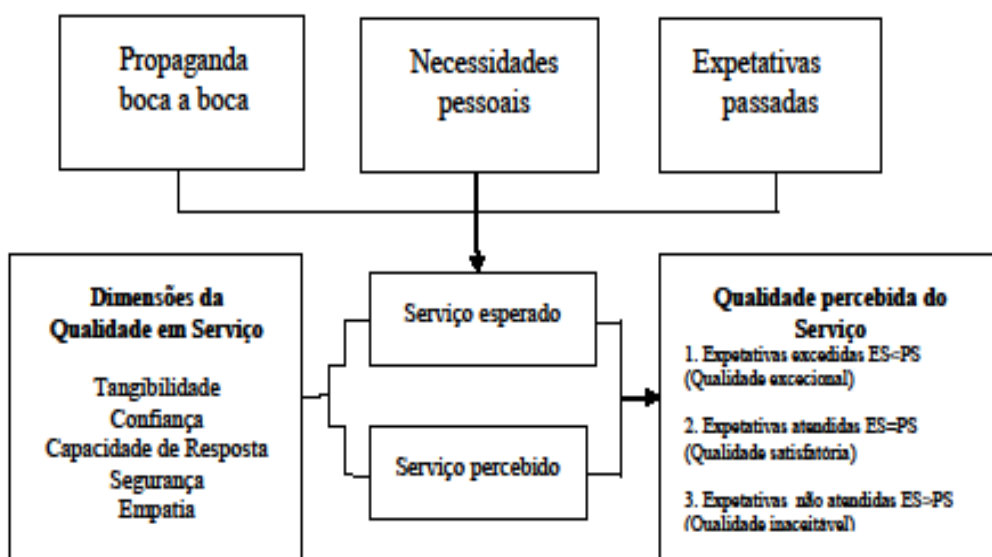 Propaganda
boca a boca
Necessidades
pessoais
Expetativas
passadas
Dimensões da
Qualidade em Serviço
Tangibilidade
Confiança
Capacidade de Resposta
Segurança
Empatia
Serviço esperado
Serviço percebido
Qualidade percebida do
Serviço
1. Expetativas excedidas ES<PS
(Qualidade excecional)
2. Expetativas atendidas ES=PS
(Qualidade satisfatória)
3. Expetativas não atendidas ES>PS
(Qualidade inaceitável)